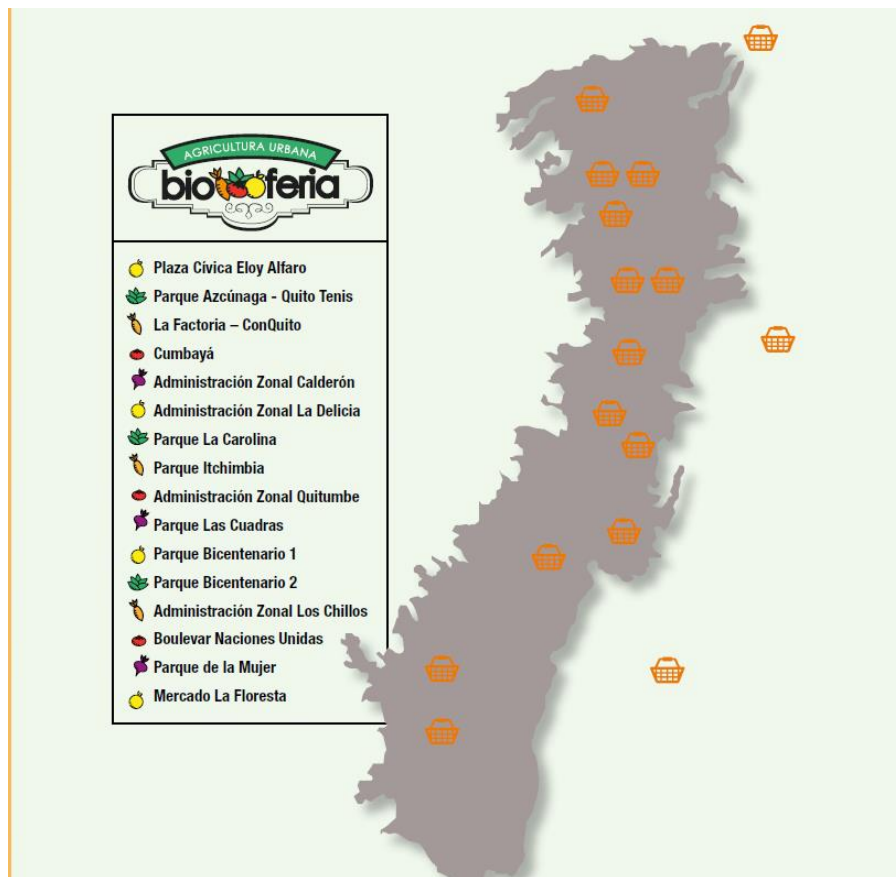 AGRICULTURA URBANA
bio feria
Plaza Cívica Eloy Alfaro
Parque Azcúnaga - Quito Tenis
La Factoria – ConQuito
Cumbayá
Administración Zonal Calderón
Administración Zonal La Delicia
Parque La Carolina
Parque Itchimbia
Administración Zonal Quitumbe
Parque Las Cuadras
Parque Bicentenario 1
Parque Bicentenario 2
Administración Zonal Los Chillos
Boulevar Naciones Unidas
Parque de la Mujer
Mercado La Floresta